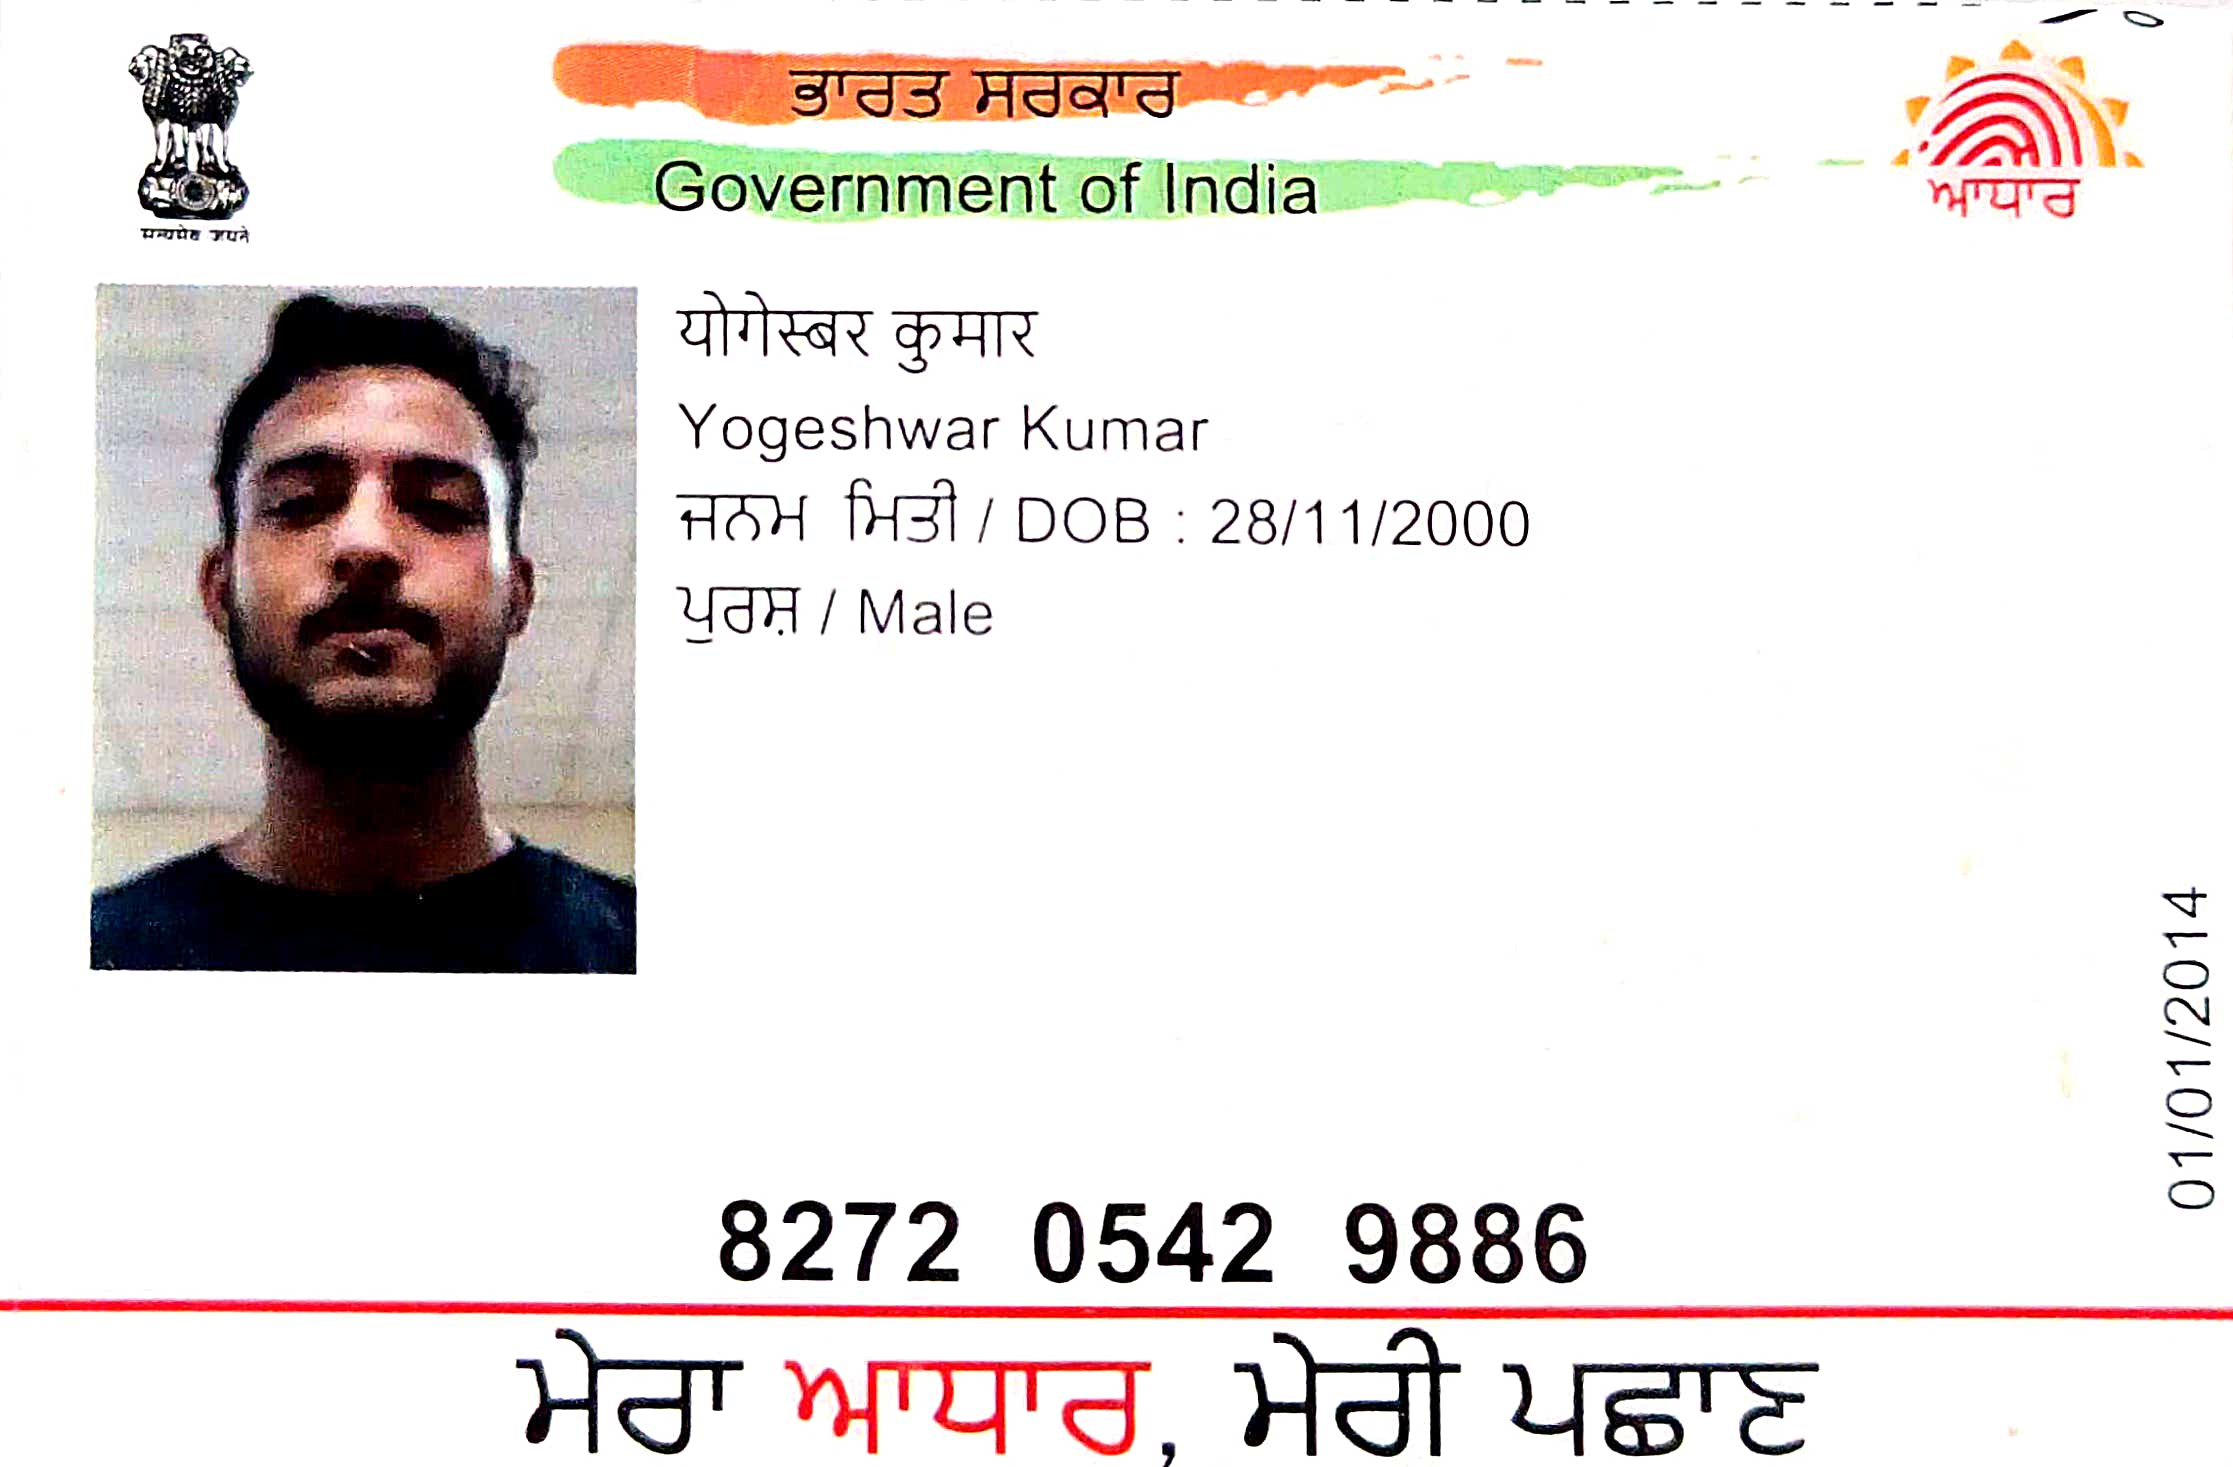 ਭਾਰਤ ਸਰਕਾਰ
Government of India
सत्यमेव जयते
ਆਧਾਰ
योगेस्बर कुमार
Yogeshwar Kumar
ਜਨਮ ਮਿਤੀ / DOB : 28/11/2000
ਪੁਰਸ਼ / Male
01/01/2014
8272 0542 9886
ਮੇਰਾ ਆਧਾਰ, ਮੇਰੀ ਪਛਾਣ